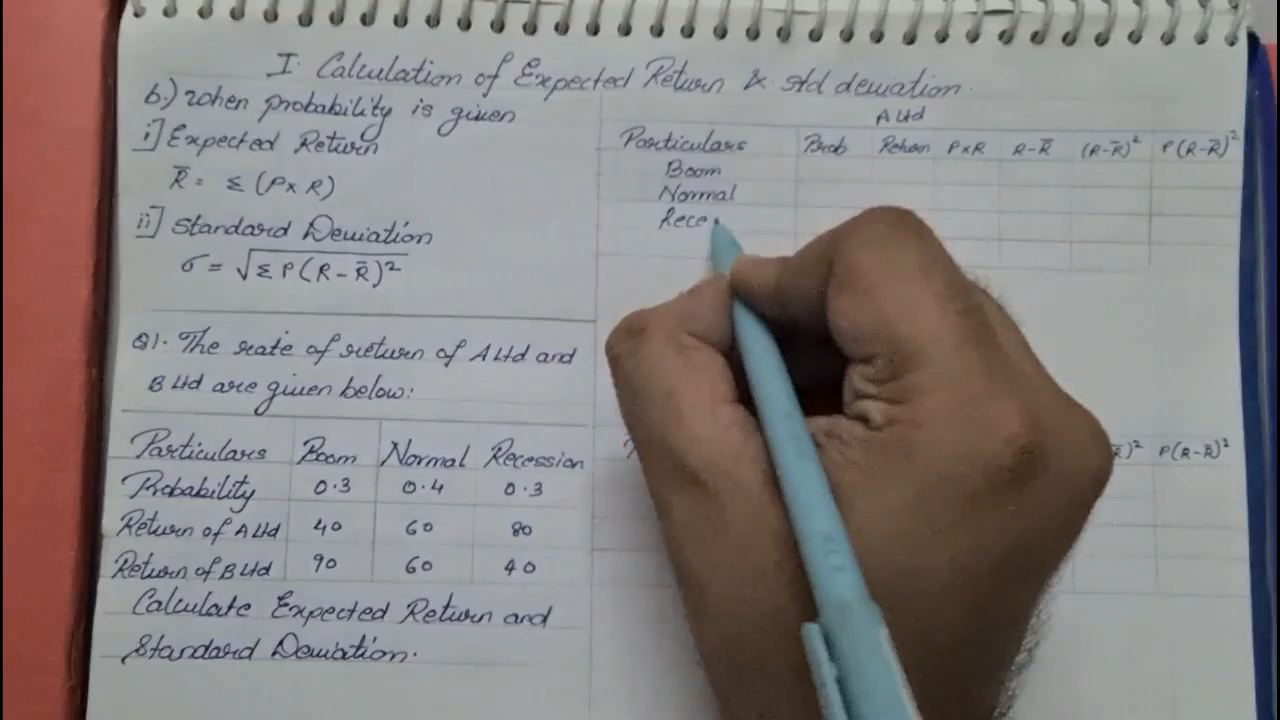 I. Calculation of Expected Return & std deviation.
b.) when probability is given
i] Expected Return
R̅ = Σ (P×R)
ii] Standard Deviation
σ = √Σ P(R-R̅)²
Q1. The rate of return of A Ltd and
B Ltd are given below:
Particulars Boom Normal Recession
Probability 0.3 0.4 0.3
Return of A Ltd 40 60 80
Return of B Ltd 90 60 40
Calculate Expected Return and
Standard Deviation.
A Ltd
Particulars Prob Return P×R R-R̅ (R-R̅)² P(R-R̅)²
Boom
Normal
Rece
P(R-R̅)²